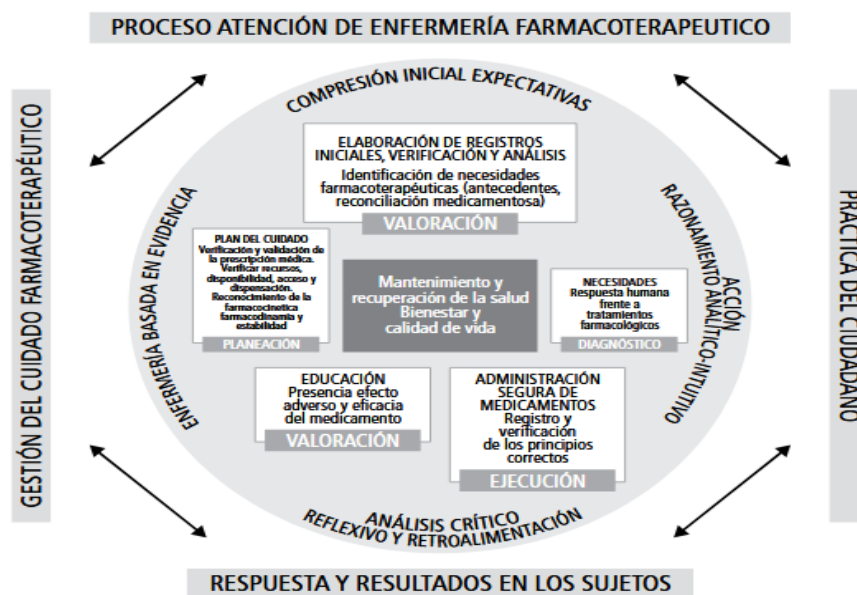 PROCESO ATENCIÓN DE ENFERMERÍA FARMACOTERAPEUTICO
GESTIÓN DEL CUIDADO FARMACOTERAPÉUTICO
COMPRESIÓN INICIAL EXPECTATIVAS
ELABORACIÓN DE REGISTROS
INICIALES, VERIFICACIÓN Y ANÁLISIS
Identificación de necesidades
farmacoterapéuticas (antecedentes,
reconciliación medicamentosa)
VALORACIÓN
ENFERMERÍA BASADA EN EVIDENCIA
PLAN DEL CUIDADO
Verificación y validación de
la prescripción médica.
Verificar recursos,
disponibilidad, acceso y
dispensación.
Reconocimiento de la
farmacocinetica
farmacodinamia y
estabilidad
PLANEACIÓN
Mantenimiento y
recuperación de la salud
Bienestar y
calidad de vida
NECESIDADES
Respuesta humana
frente a
tratamientos
farmacológicos
DIAGNÓSTICO
ACCIÓN
RAZONAMIENTO ANALÍTICO-INTUITIVO
PRÁCTICA DEL CIUDADANO
EDUCACIÓN
Presencia efecto
adverso y eficacia
del medicamento
VALORACIÓN
ADMINISTRACIÓN
SEGURA DE
MEDICAMENTOS
Registro y
verificación
de los principios
correctos
EJECUCIÓN
ANÁLISIS CRÍTICO
REFLEXIVO Y RETROALIMENTACIÓN
RESPUESTA Y RESULTADOS EN LOS SUJETOS